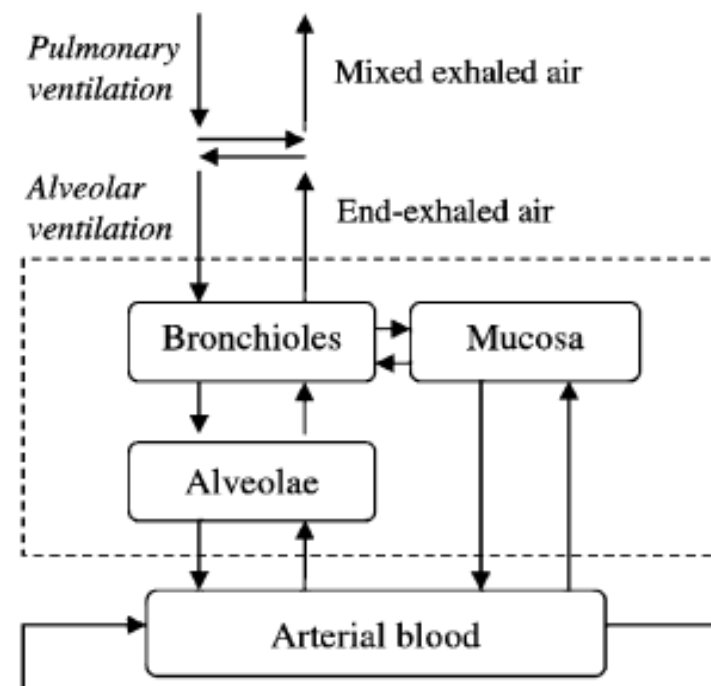 Pulmonary
ventilation
Mixed exhaled air
Alveolar
ventilation
End-exhaled air
Bronchioles
Mucosa
Alveolae
Arterial blood